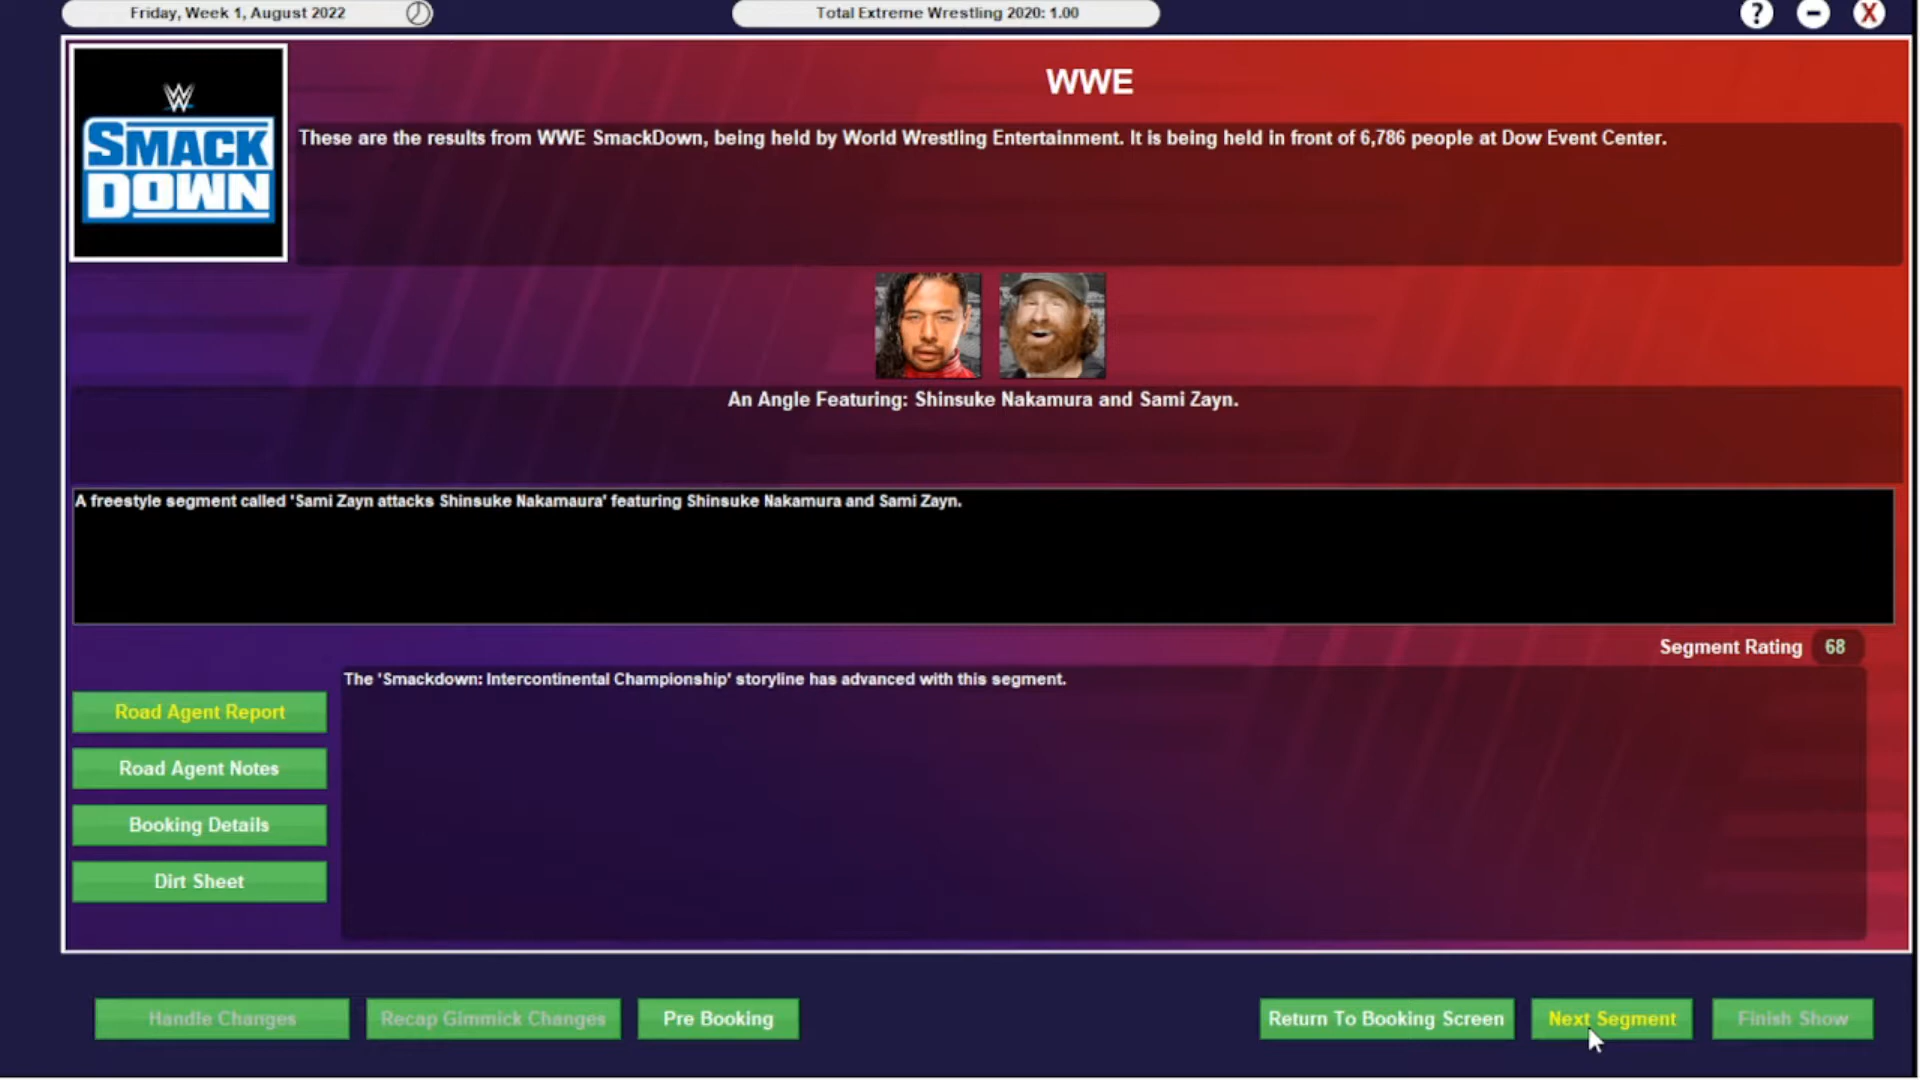 Friday, Week 1, August 2022
Total Extreme Wrestling 2020: 1.00
? – X
WWE
W
SMACK
DOWN
These are the results from WWE SmackDown, being held by World Wrestling Entertainment. It is being held in front of 6,786 people at Dow Event Center.
An Angle Featuring: Shinsuke Nakamura and Sami Zayn.
A freestyle segment called 'Sami Zayn attacks Shinsuke Nakamaura' featuring Shinsuke Nakamura and Sami Zayn.
Segment Rating 68
The 'Smackdown: Intercontinental Championship' storyline has advanced with this segment.
Road Agent Report
Road Agent Notes
Booking Details
Dirt Sheet
Handle Changes
Recap Gimmick Changes
Pre Booking
Return To Booking Screen
Next Segment
Finish Show